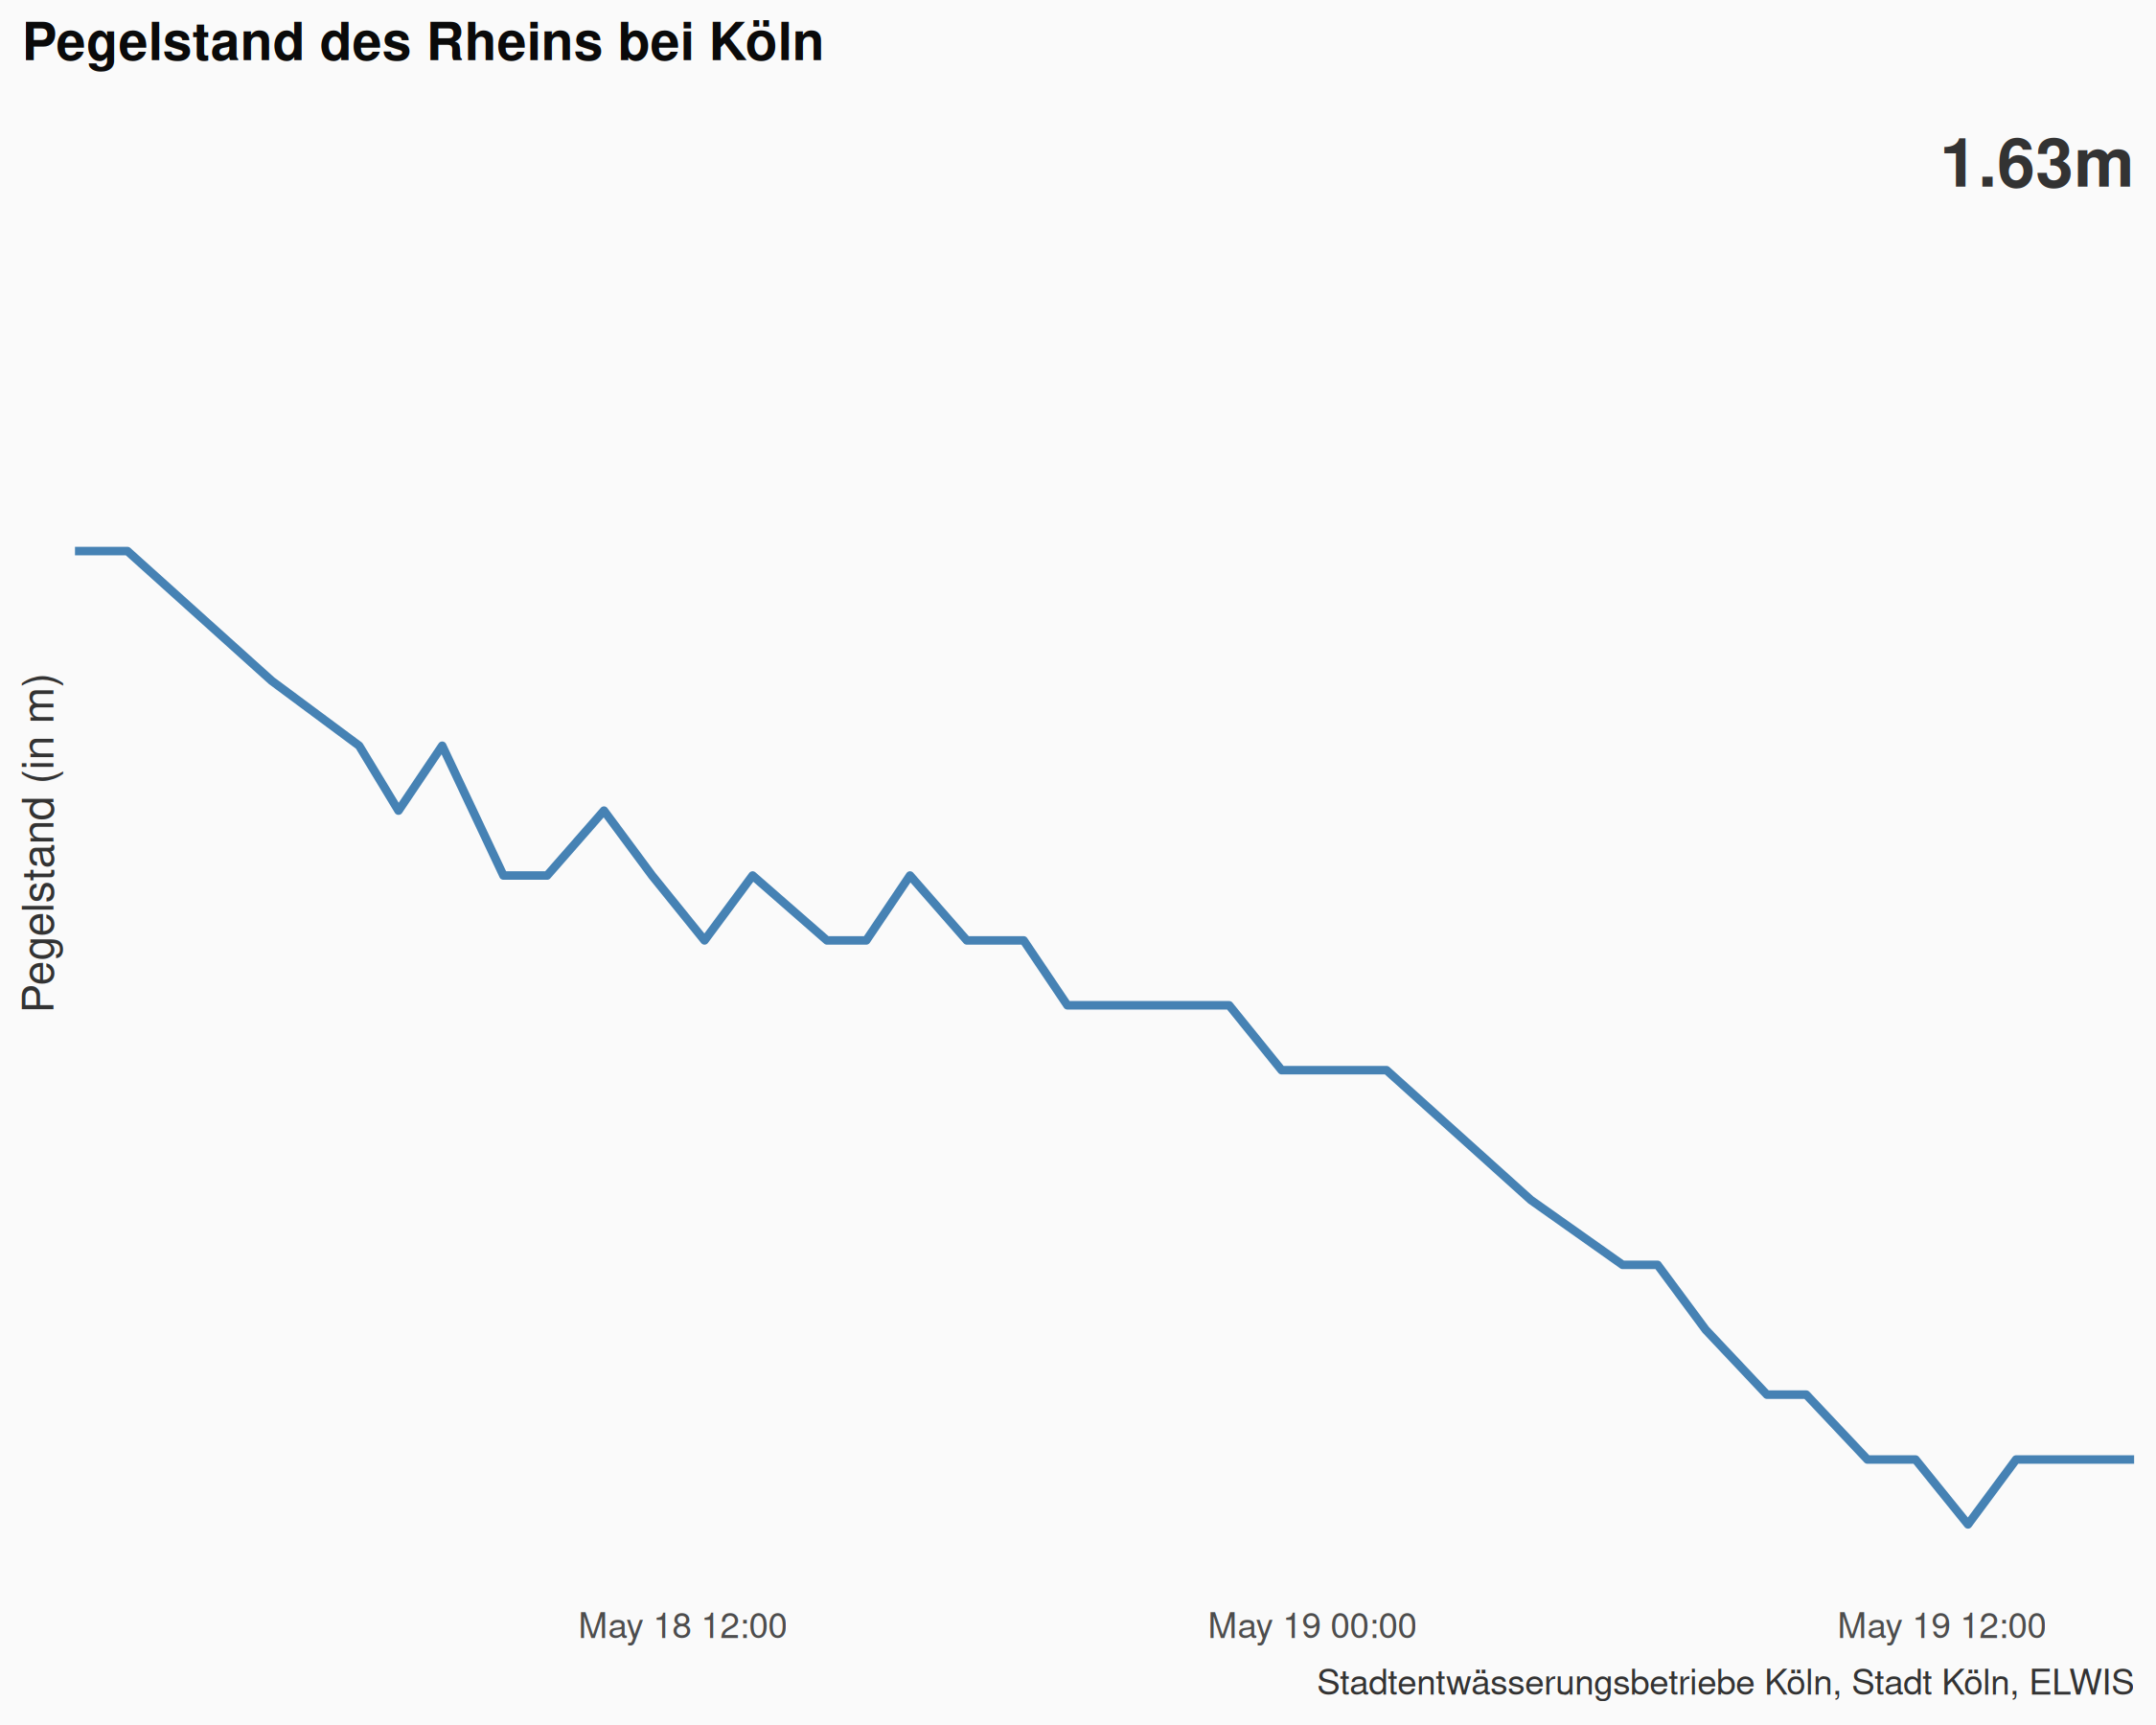 Pegelstand des Rheins bei Köln
1.63m
Pegelstand (in m)
May 18 12:00
May 19 00:00
May 19 12:00
Stadtentwässerungsbetriebe Köln, Stadt Köln, ELWIS